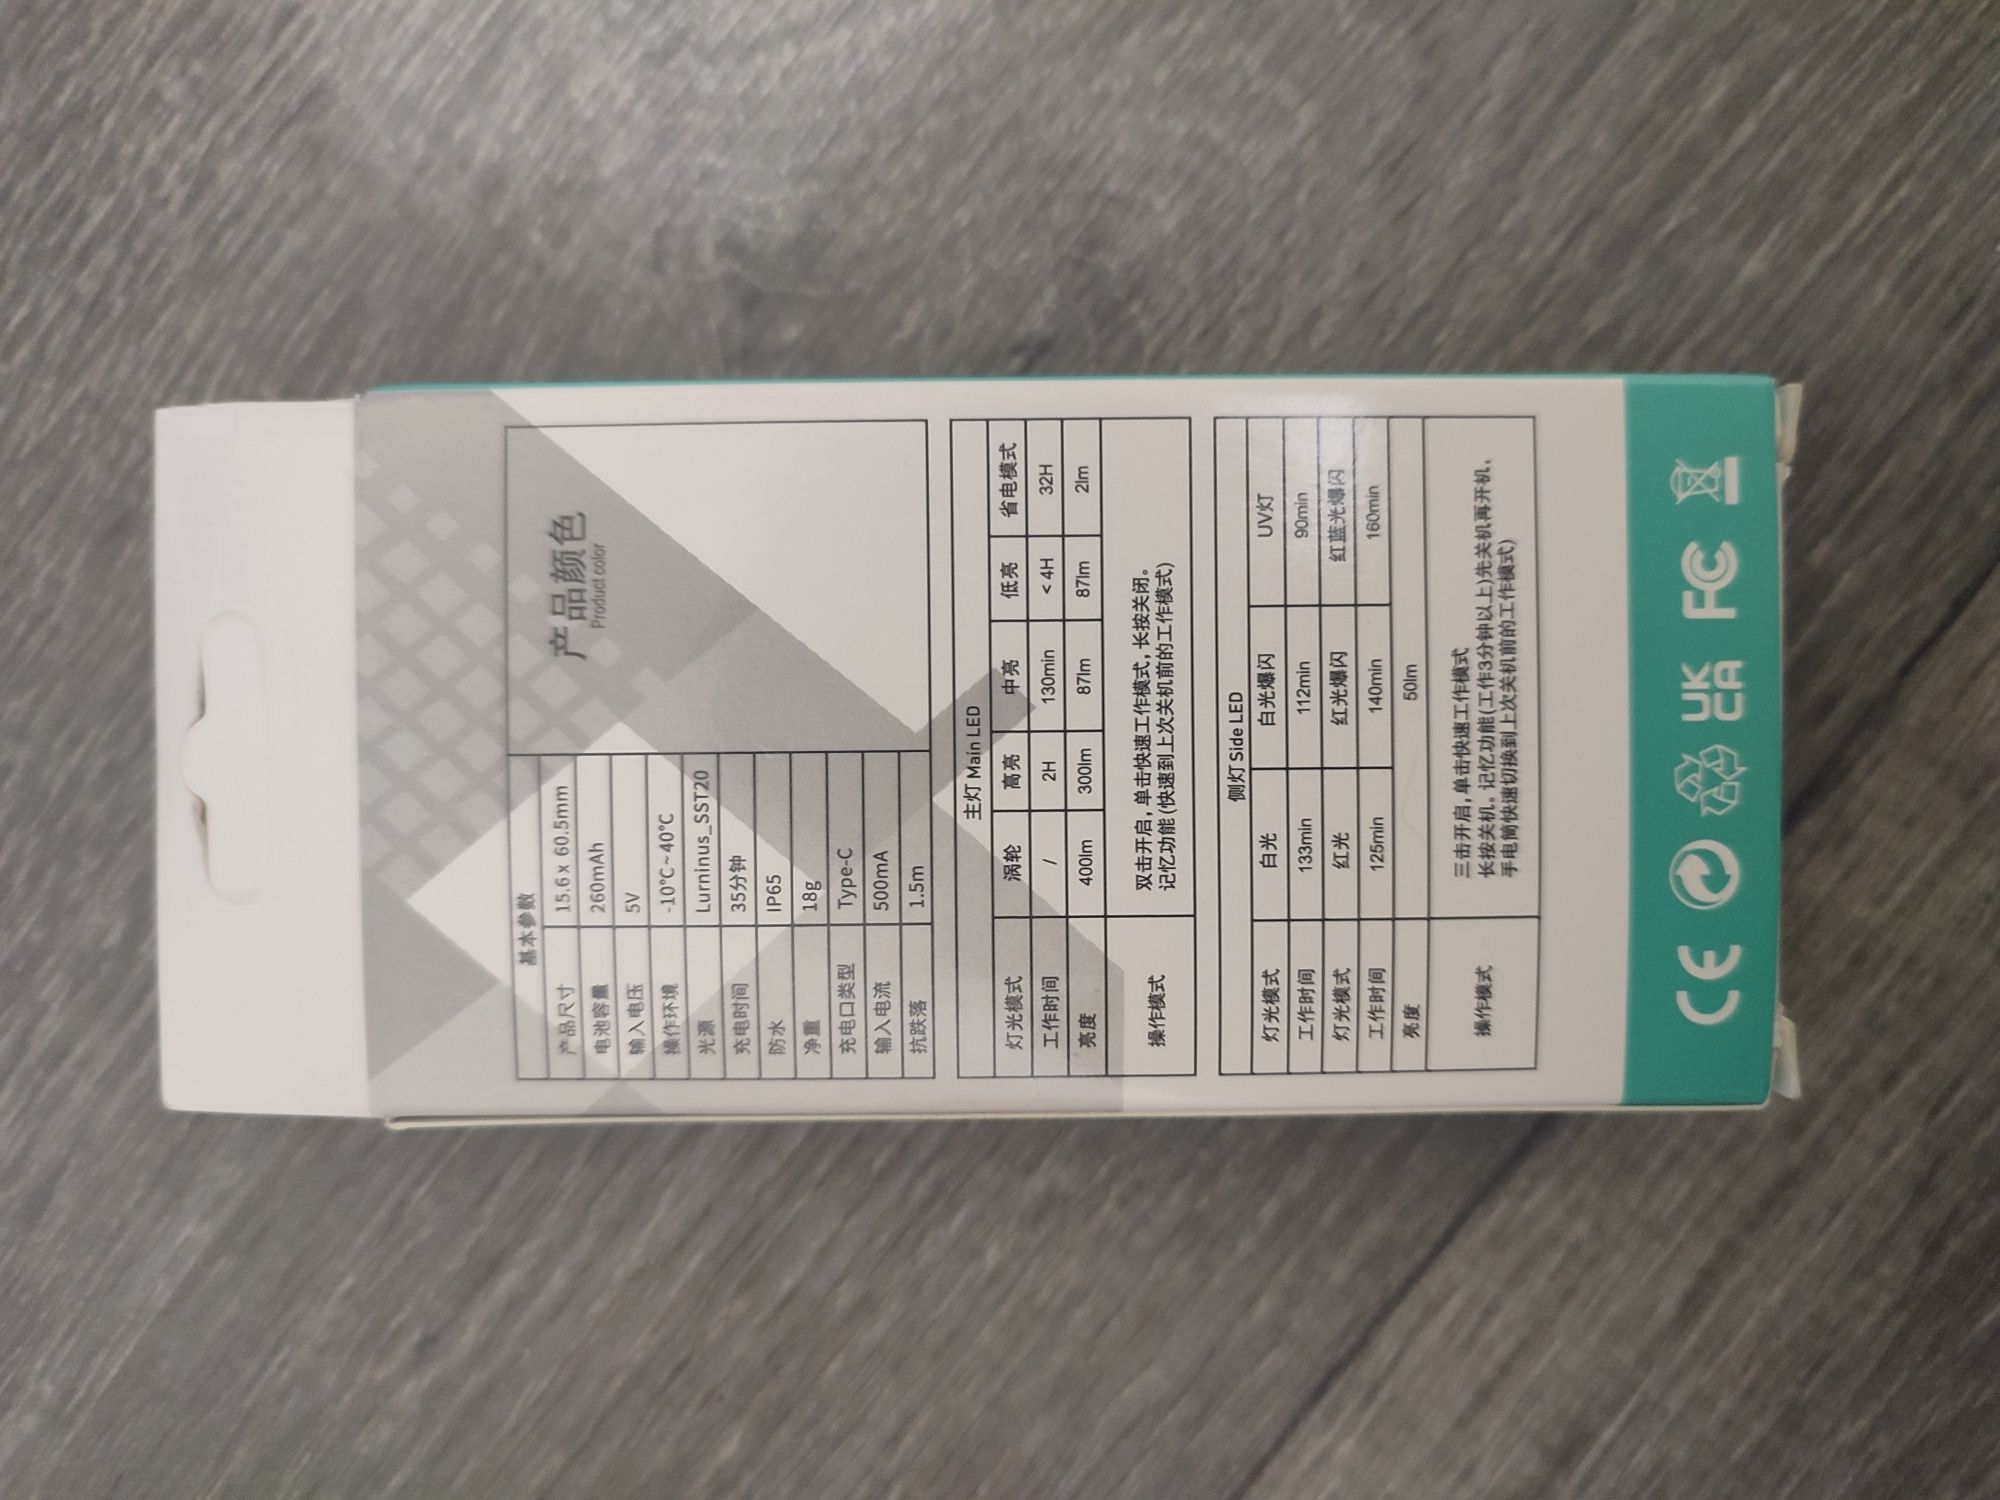 基本参数
产品尺寸 15.6 x 60.5mm
电池容量 260mAh
输入电压 5V
操作环境 -10℃~40℃
光源 Lurninus_SST20
充电时间 35分钟
防水 IP65
净重 18g
充电口类型 Type-C
输入电流 500mA
抗跌落 1.5m
产品颜色
Product color
主灯 Main LED
灯光模式 涡轮 高亮 中亮 低亮 省电模式
工作时间 / 2H 130min < 4H 32H
亮度 400lm 300lm 87lm 87lm 2lm
操作模式
双击开启,单击快速工作模式,长按关闭。
记忆功能 (快速到上次关机前的工作模式)
侧灯 Side LED
灯光模式 白光 白光爆闪 UV灯
工作时间 133min 112min 90min
灯光模式 红光 红光爆闪 红蓝光爆闪
工作时间 125min 140min 160min
亮度 50lm
操作模式
三击开启,单击快速工作模式
长按关机。记忆功能(工作3分钟以上)先关机再开机,
手电筒快速切换到上次关机前的工作模式)
CE
UK
CA
FC